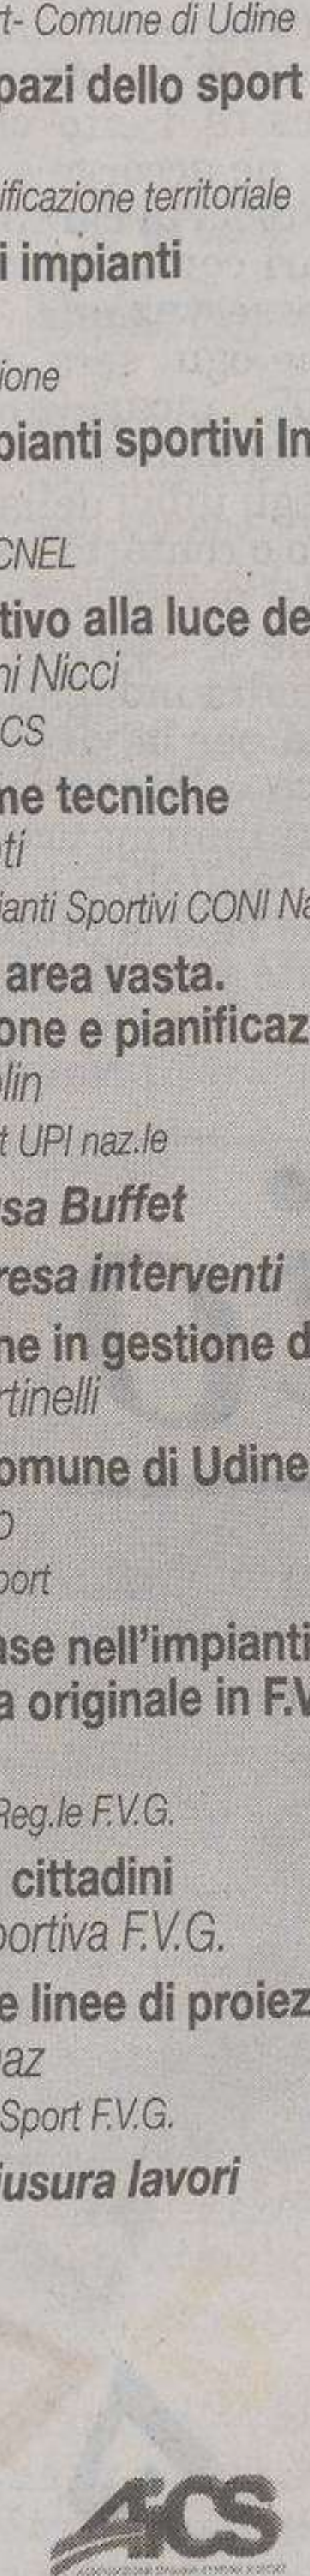 t- Comune di Udine
pazi dello sport
ificazione territoriale
i impianti
ione
pianti sportivi In
CNEL
tivo alla luce de
ni Nicci
CS
me tecniche
ti
ianti Sportivi CONI Na
area vasta.
one e pianificaz
lin
t UPI naz.le
sa Buffet
resa interventi
ne in gestione d
rtinelli
omune di Udine
o
port
ase nell'impianti
a originale in F.V
Reg.le F.V.G.
cittadini
portiva F.V.G.
e linee di proiez
az
Sport F.V.G.
iusura lavori
AiCS